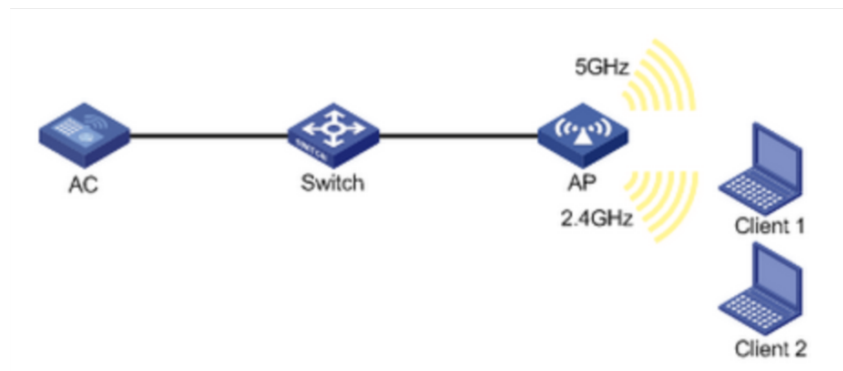 5GHz
AC
Switch
AP
2.4GHz
Client 1
Client 2